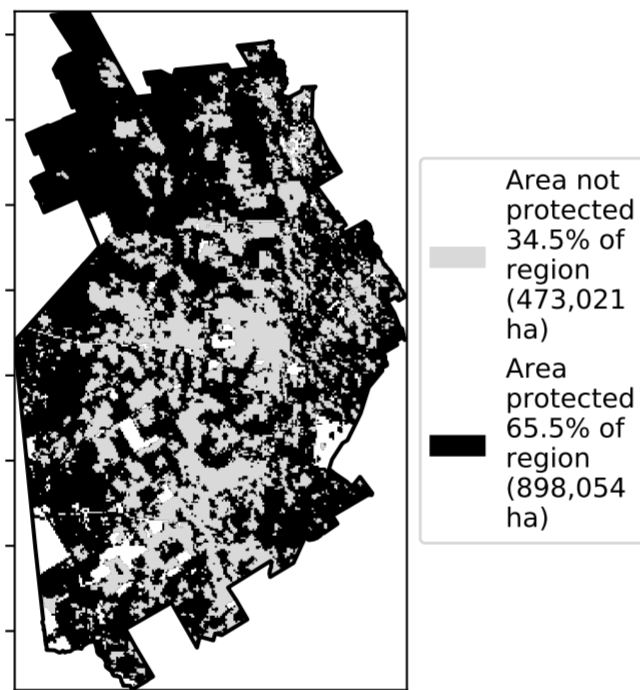 Area not
protected
34.5% of
region
(473,021
ha)
Area
protected
65.5% of
region
(898,054
ha)